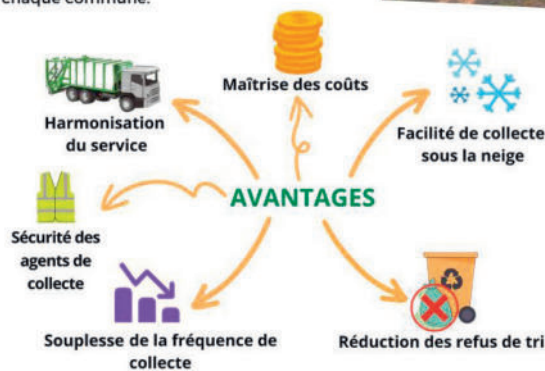 chaque commune.
Maîtrise des coûts
Harmonisation
du service
Facilité de collecte
sous la neige
AVANTAGES
Sécurité des
agents de
collecte
Souplesse de la fréquence de
collecte
Réduction des refus de tri